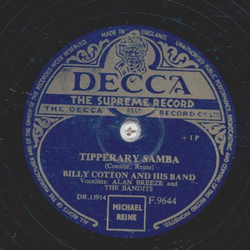 MADE IN ENGLAND
DECCA
THE SUPREME RECORD
THE DECCA RECORD CO. LTD.
+ 1 P
TIPPERARY SAMBA
(Connor, Reine)
BILLY COTTON AND HIS BAND
Vocalists: ALAN BREEZE and
THE BANDITS
DR.15914
F.9644
MICHAEL
REINE